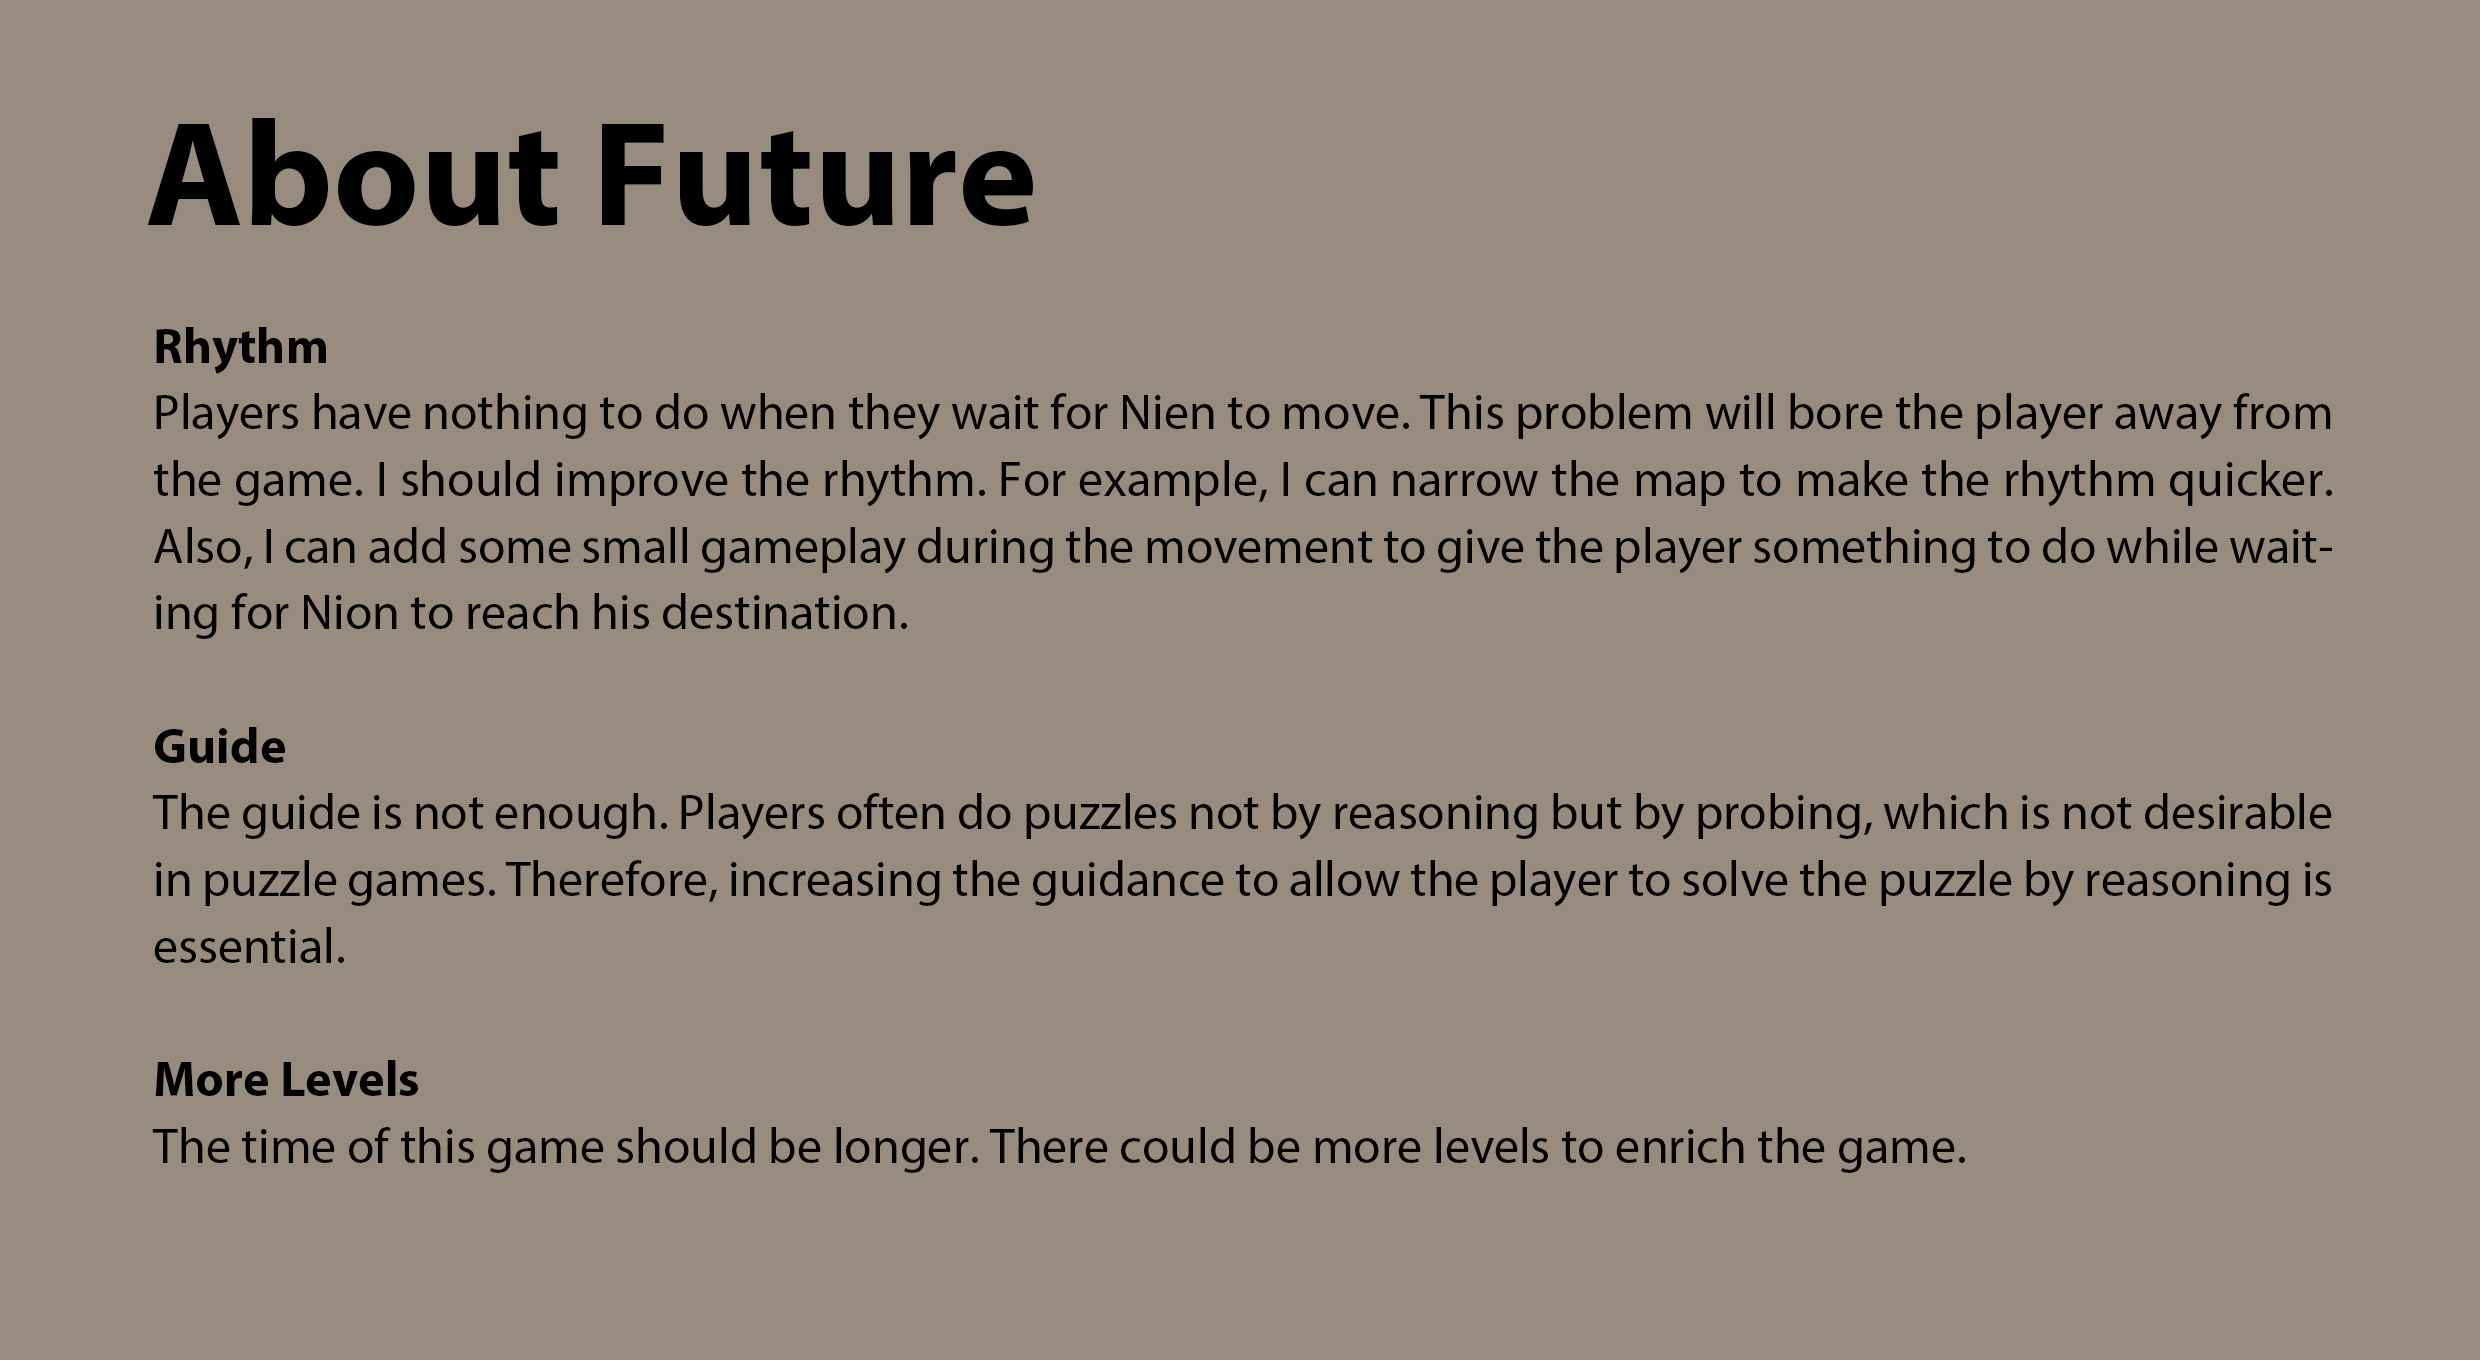 About Future
Rhythm
Players have nothing to do when they wait for Nien to move. This problem will bore the player away from
the game. I should improve the rhythm. For example, I can narrow the map to make the rhythm quicker.
Also, I can add some small gameplay during the movement to give the player something to do while wait-
ing for Nion to reach his destination.
Guide
The guide is not enough. Players often do puzzles not by reasoning but by probing, which is not desirable
in puzzle games. Therefore, increasing the guidance to allow the player to solve the puzzle by reasoning is
essential.
More Levels
The time of this game should be longer. There could be more levels to enrich the game.